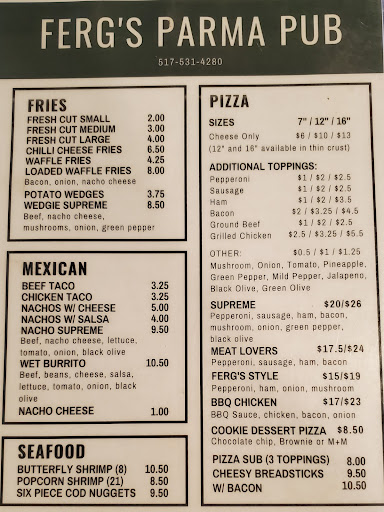 FERG'S PARMA PUB
517-531-4280
FRIES
FRESH CUT SMALL 2.00
FRESH CUT MEDIUM 3.00
FRESH CUT LARGE 4.00
CHILLI CHEESE FRIES 6.50
WAFFLE FRIES 4.25
LOADED WAFFLE FRIES 8.00
Bacon, onion, nacho cheese
POTATO WEDGES 3.75
WEDGIE SUPREME 8.50
Beef, nacho cheese,
mushrooms, onion, green pepper
MEXICAN
BEEF TACO 3.25
CHICKEN TACO 3.25
NACHOS W/ CHEESE 5.00
NACHOS W/ SALSA 4.00
NACHO SUPREME 9.50
Beef, nacho cheese, lettuce,
tomato, onion, black olive
WET BURRITO 10.50
Beef, beans, cheese, salsa,
lettuce, tomato, onion, black
olive
NACHO CHEESE 1.00
SEAFOOD
BUTTERFLY SHRIMP (8) 10.50
POPCORN SHRIMP (21) 8.50
SIX PIECE COD NUGGETS 9.50
PIZZA
SIZES 7" / 12" / 16"
Cheese Only $6 / $10 / $13
(12" and 16" available in thin crust)
ADDITIONAL TOPPINGS:
Pepperoni $1 / $2 / $2.5
Sausage $1 / $2 / $2.5
Ham $1 / $2 / $3.5
Bacon $2 / $3.25 / $4.5
Ground Beef $1 / $2 / $2.5
Grilled Chicken $2.5 / $3.25 / $5.5
OTHER: $0.5 / $1 / $1.25
Mushroom, Onion, Tomato, Pineapple,
Green Pepper, Mild Pepper, Jalapeno,
Black Olive, Green Olive
SUPREME $20/$26
Pepperoni, sausage, ham, bacon,
mushroom, onion, green pepper,
black olive
MEAT LOVERS $17.5/$24
Pepperoni, sausage, ham, bacon
FERG'S STYLE $15/$19
Pepperoni, ham, onion, mushroom
BBQ CHICKEN $17/$23
BBQ Sauce, chicken, bacon, onion
COOKIE DESSERT PIZZA $8.50
Chocolate chip, Brownie or M+M
PIZZA SUB (3 TOPPINGS) 8.00
CHEESY BREADSTICKS 9.50
W/ BACON 10.50